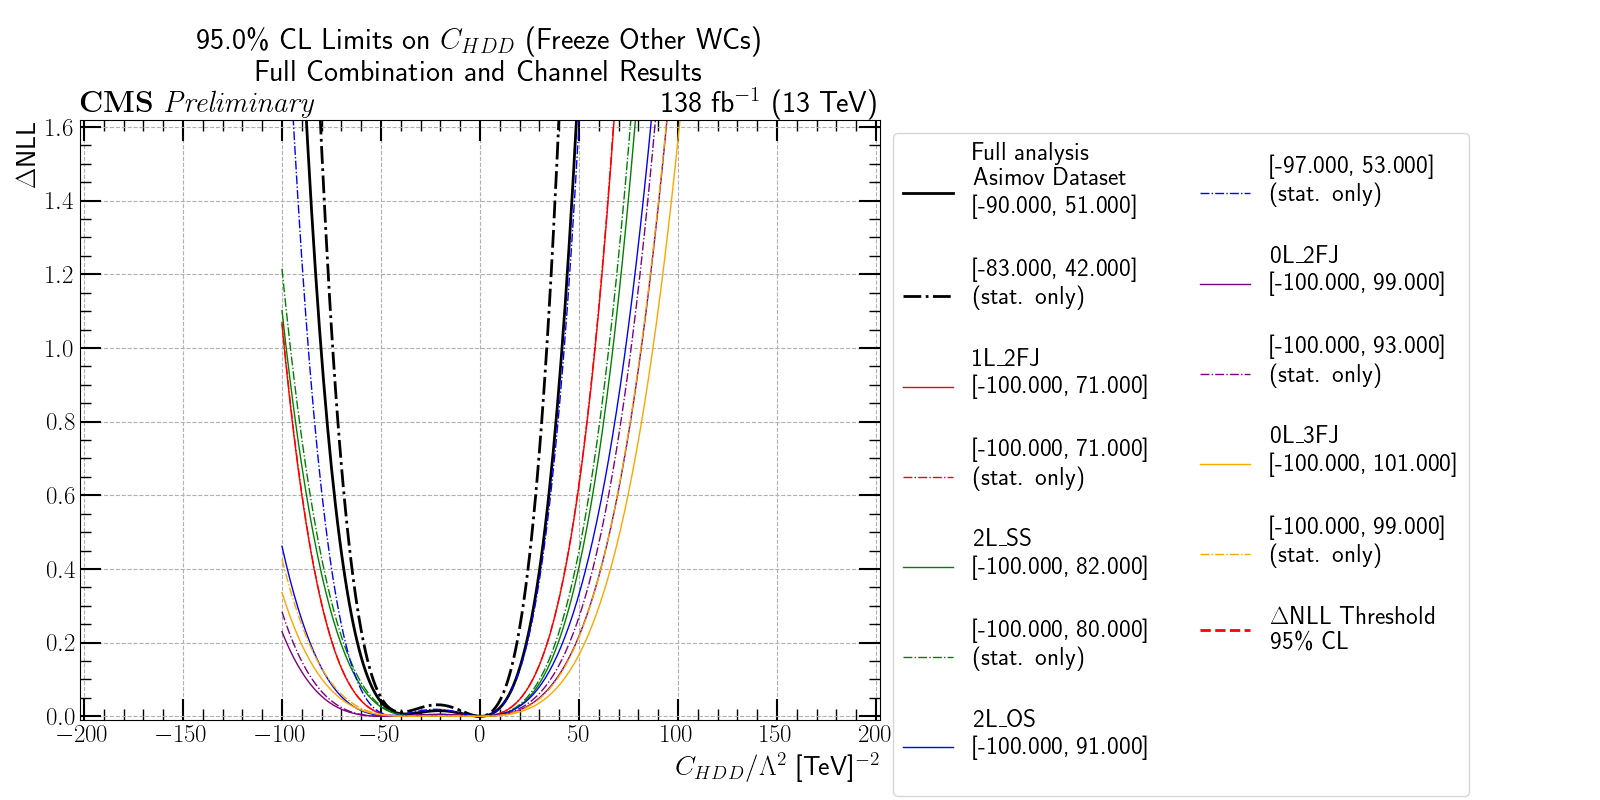 95.0% CL Limits on C_HDD (Freeze Other WCs)
Full Combination and Channel Results
CMS Preliminary
138 fb⁻¹ (13 TeV)
ΔNLL
1.6
1.4
1.2
1.0
0.8
0.6
0.4
0.2
0.0
−200
−150
−100
−50
0
50
100
150
200
C_HDD/Λ² [TeV]⁻²
Full analysis
Asimov Dataset
[-90.000, 51.000]
[-83.000, 42.000]
(stat. only)
1L_2FJ
[-100.000, 71.000]
[-100.000, 71.000]
(stat. only)
2L_SS
[-100.000, 82.000]
[-100.000, 80.000]
(stat. only)
2L_OS
[-100.000, 91.000]
[-97.000, 53.000]
(stat. only)
0L_2FJ
[-100.000, 99.000]
[-100.000, 93.000]
(stat. only)
0L_3FJ
[-100.000, 101.000]
[-100.000, 99.000]
(stat. only)
ΔNLL Threshold
95% CL